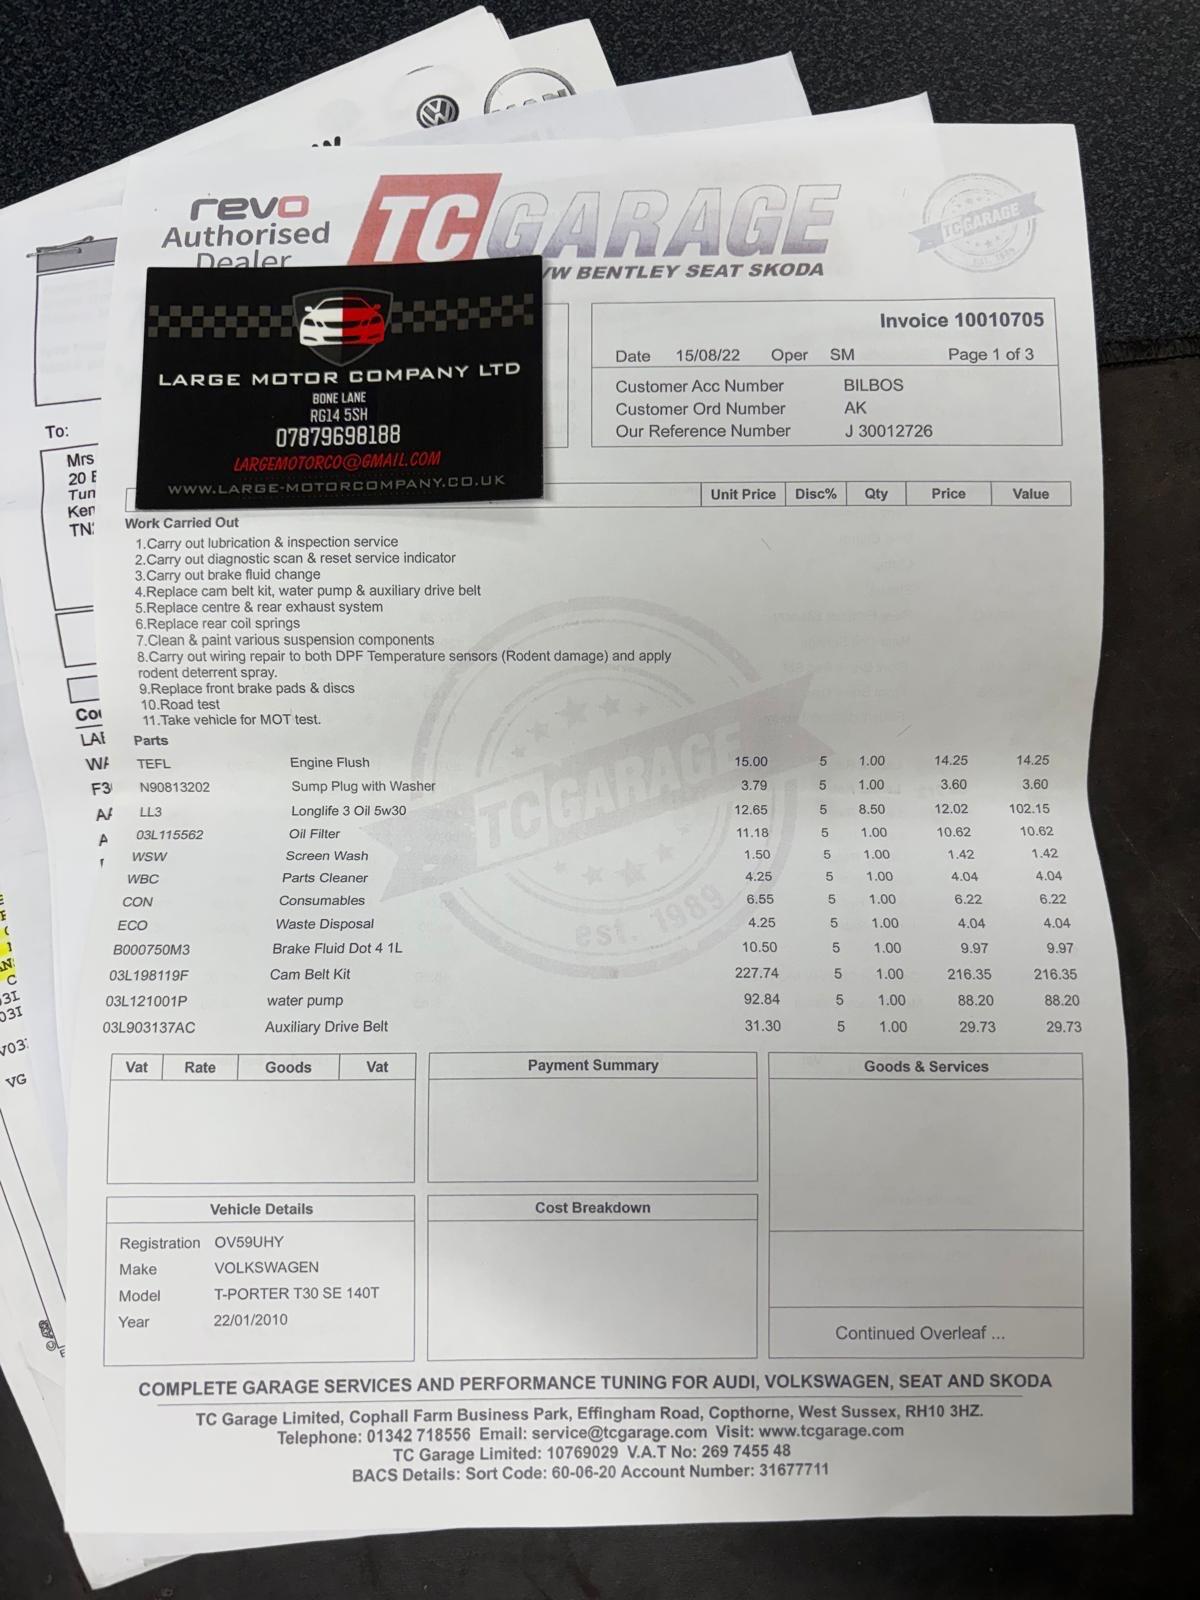 revo
Authorised
Dealer
TC GARAGE
VW BENTLEY SEAT SKODA
TC GARAGE
EST. 1989
LARGE MOTOR COMPANY LTD
BONE LANE
RG14 5SH
07879698188
LARGEMOTORCO@GMAIL.COM
WWW.LARGE-MOTORCOMPANY.CO.UK
Invoice 10010705
Date 15/08/22 Oper SM Page 1 of 3
Customer Acc Number BILBOS
Customer Ord Number AK
Our Reference Number J 30012726
To:
Mrs
20
Tun
Ken
TN
Unit Price Disc% Qty Price Value
Work Carried Out
1.Carry out lubrication & inspection service
2.Carry out diagnostic scan & reset service indicator
3.Carry out brake fluid change
4.Replace cam belt kit, water pump & auxiliary drive belt
5.Replace centre & rear exhaust system
6.Replace rear coil springs
7.Clean & paint various suspension components
8.Carry out wiring repair to both DPF Temperature sensors (Rodent damage) and apply
rodent deterrent spray.
9.Replace front brake pads & discs
10.Road test
11.Take vehicle for MOT test.
Parts
TEFL Engine Flush 15.00 5 1.00 14.25 14.25
N90813202 Sump Plug with Washer 3.79 5 1.00 3.60 3.60
LL3 Longlife 3 Oil 5w30 12.65 5 8.50 12.02 102.15
03L115562 Oil Filter 11.18 5 1.00 10.62 10.62
WSW Screen Wash 1.50 5 1.00 1.42 1.42
WBC Parts Cleaner 4.25 5 1.00 4.04 4.04
CON Consumables 6.55 5 1.00 6.22 6.22
ECO Waste Disposal 4.25 5 1.00 4.04 4.04
B000750M3 Brake Fluid Dot 4 1L 10.50 5 1.00 9.97 9.97
03L198119F Cam Belt Kit 227.74 5 1.00 216.35 216.35
03L121001P water pump 92.84 5 1.00 88.20 88.20
03L903137AC Auxiliary Drive Belt 31.30 5 1.00 29.73 29.73
TC GARAGE
est. 1989
Vat Rate Goods Vat
Payment Summary
Goods & Services
Vehicle Details
Registration OV59UHY
Make VOLKSWAGEN
Model T-PORTER T30 SE 140T
Year 22/01/2010
Cost Breakdown
Continued Overleaf ...
COMPLETE GARAGE SERVICES AND PERFORMANCE TUNING FOR AUDI, VOLKSWAGEN, SEAT AND SKODA
TC Garage Limited, Cophall Farm Business Park, Effingham Road, Copthorne, West Sussex, RH10 3HZ.
Telephone: 01342 718556 Email: service@tcgarage.com Visit: www.tcgarage.com
TC Garage Limited: 10769029 V.A.T No: 269 7455 48
BACS Details: Sort Code: 60-06-20 Account Number: 31677711